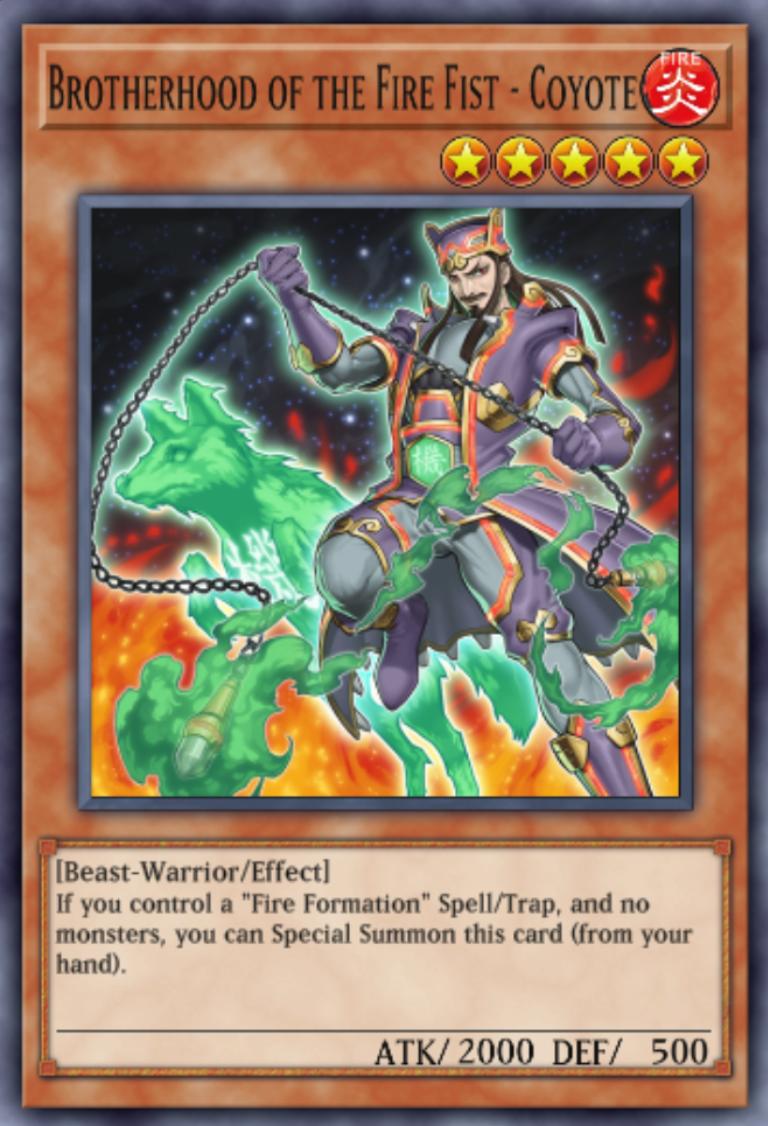 BROTHERHOOD OF THE FIRE FIST - COYOTE
FIRE
炎
機
[Beast-Warrior/Effect]
If you control a "Fire Formation" Spell/Trap, and no
monsters, you can Special Summon this card (from your
hand).
ATK/ 2000 DEF/ 500